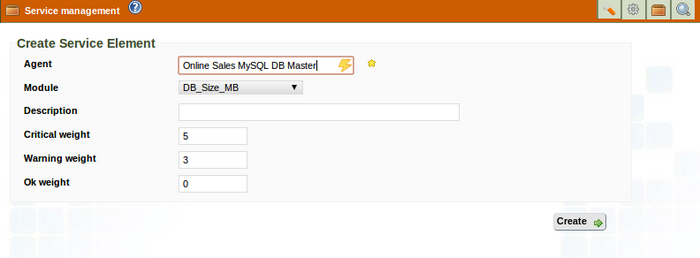 Service management
Create Service Element
Agent Online Sales MySQL DB Master
Module DB_Size_MB
Description
Critical weight 5
Warning weight 3
Ok weight 0
Create